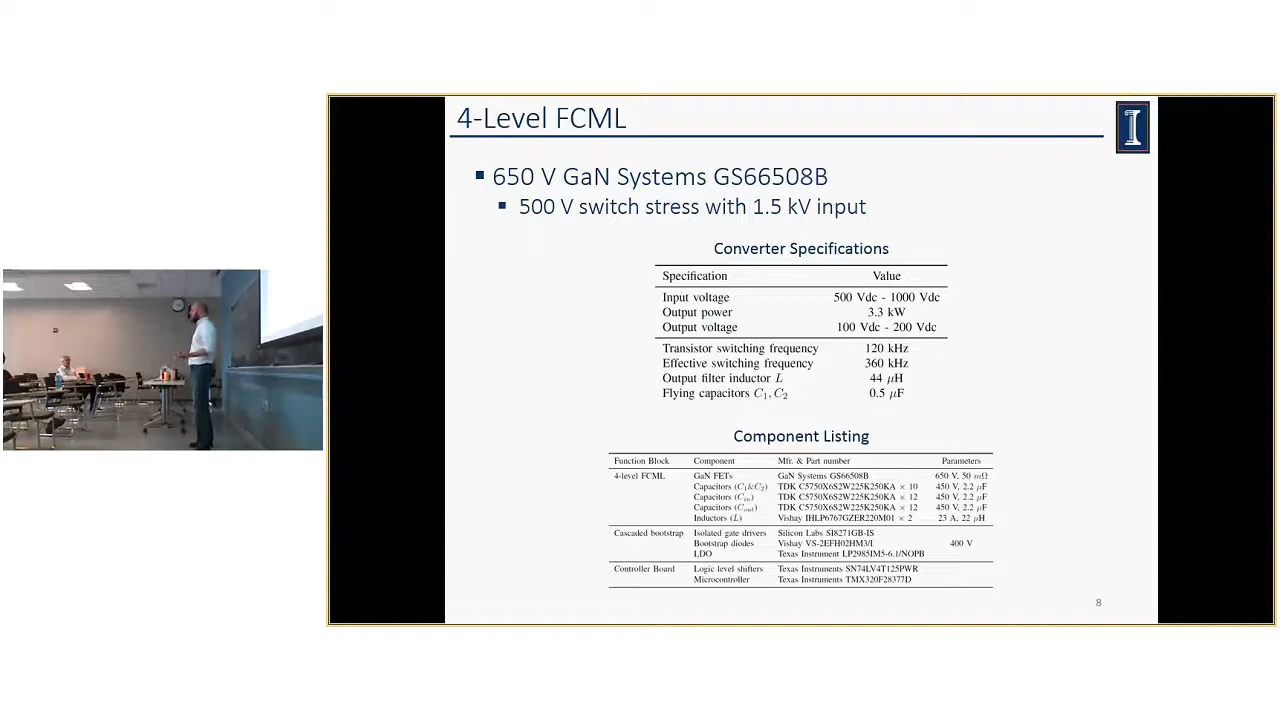 4-Level FCML
▪ 650 V GaN Systems GS66508B
▪ 500 V switch stress with 1.5 kV input
Converter Specifications
Specification Value
Input voltage 500 Vdc - 1000 Vdc
Output power 3.3 kW
Output voltage 100 Vdc - 200 Vdc
Transistor switching frequency 120 kHz
Effective switching frequency 360 kHz
Output filter inductor L 44 μH
Flying capacitors C₁, C₂ 0.5 μF
Component Listing
Function Block Component Mfr. & Part number Parameters
4-level FCML GaN FETs GaN Systems GS66508B 650 V, 50 mΩ
Capacitors (C₁&C₂) TDK C5750X6S2W225K250KA × 10 450 V, 2.2 μF
Capacitors (Cᵢₙ) TDK C5750X6S2W225K250KA × 12 450 V, 2.2 μF
Capacitors (Cₒᵤₜ) TDK C5750X6S2W225K250KA × 12 450 V, 2.2 μF
Inductors (L) Vishay IHLP6767GZER220M01 × 2 23 A, 22 μH
Cascaded bootstrap Isolated gate drivers Silicon Labs SI8271GB-IS
Bootstrap diodes Vishay VS-2EFH02HM3/I 400 V
LDO Texas Instrument LP2985IM5-6.1/NOPB
Controller Board Logic level shifters Texas Instruments SN74LV4T125PWR
Microcontroller Texas Instruments TMX320F28377D
8